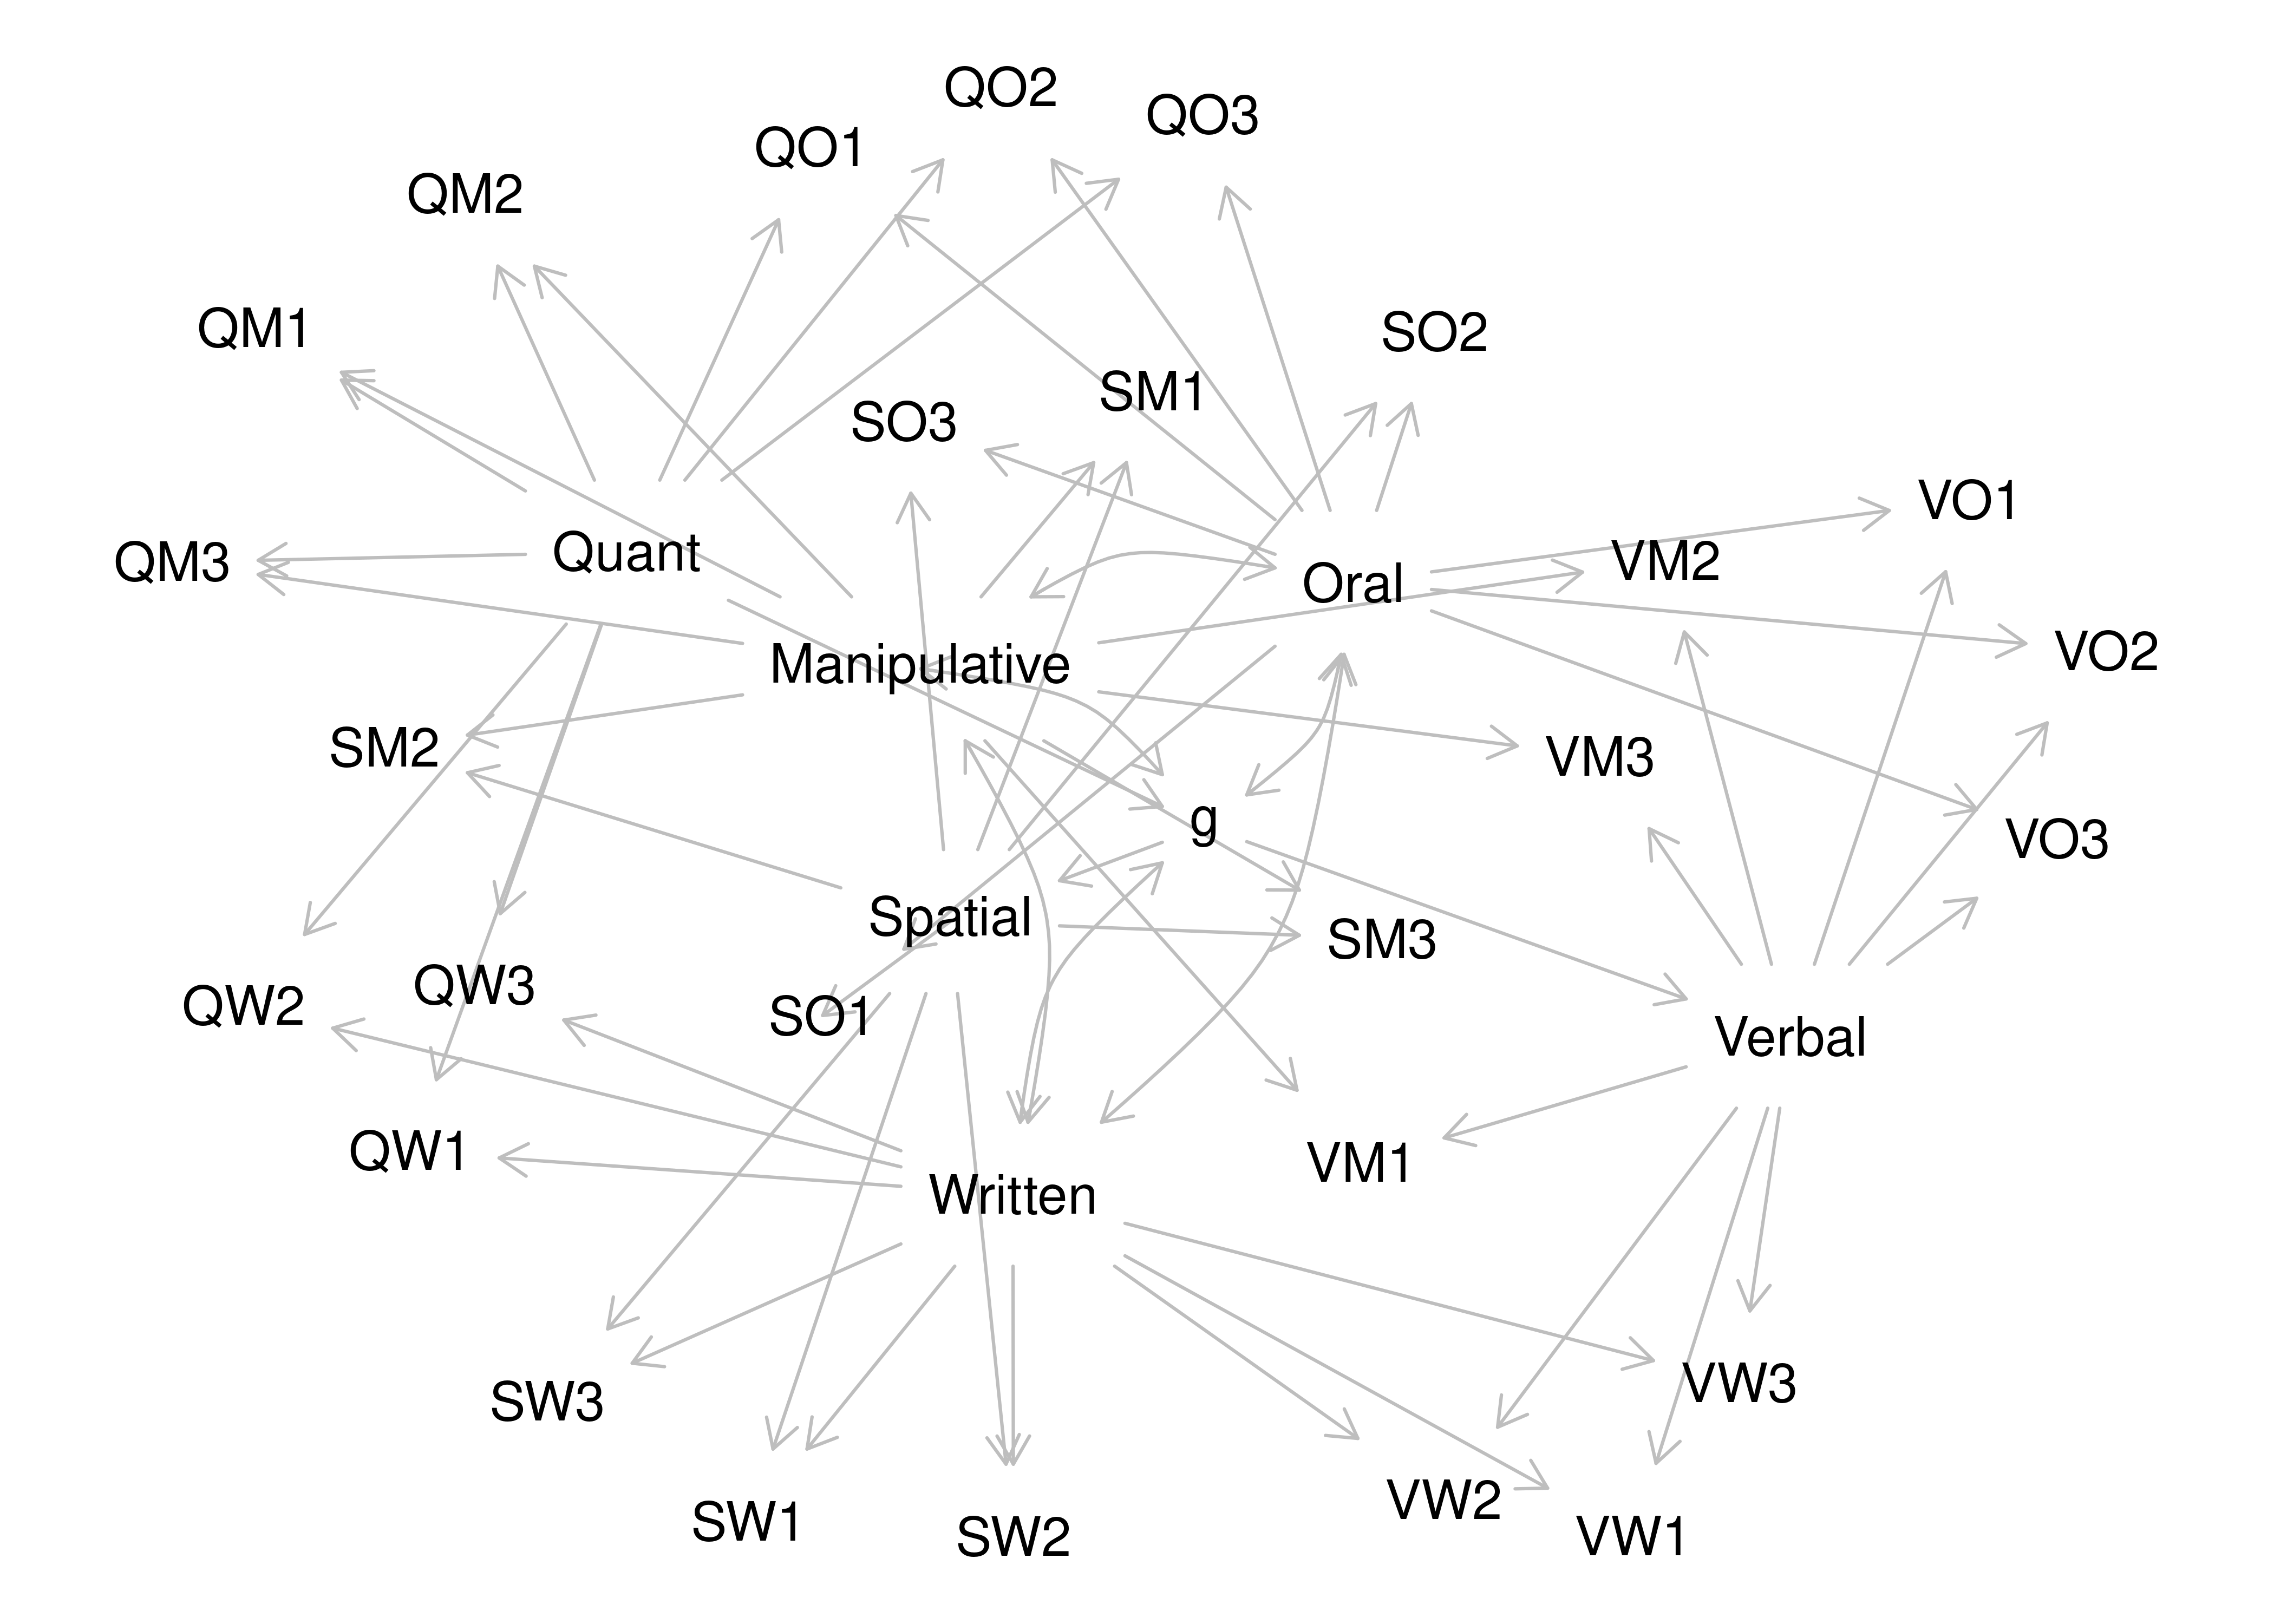 QO2
QO3
QO1
QM2
QM1
SO2
SM1
SO3
VO1
Quant
QM3
VM2
Oral
VO2
Manipulative
SM2
VM3
g
VO3
Spatial
SM3
QW3
QW2
SO1
Verbal
QW1
VM1
Written
VW3
SW3
VW2
SW1
SW2
VW1